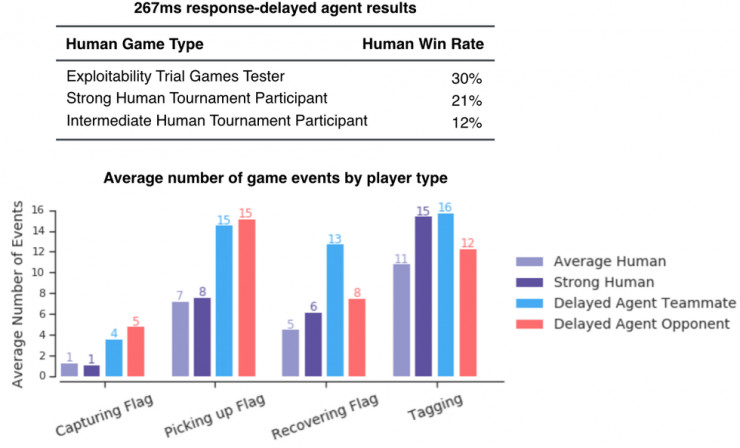 267ms response-delayed agent results
Human Game Type Human Win Rate
Exploitability Trial Games Tester 30%
Strong Human Tournament Participant 21%
Intermediate Human Tournament Participant 12%
Average number of game events by player type
Average Number of Events
16
14
12
10
8
6
4
2
0
1 1 4 5
7 8 15 15
5 6 13 8
11 15 16 12
Capturing Flag Picking up Flag Recovering Flag Tagging
Average Human
Strong Human
Delayed Agent Teammate
Delayed Agent Opponent